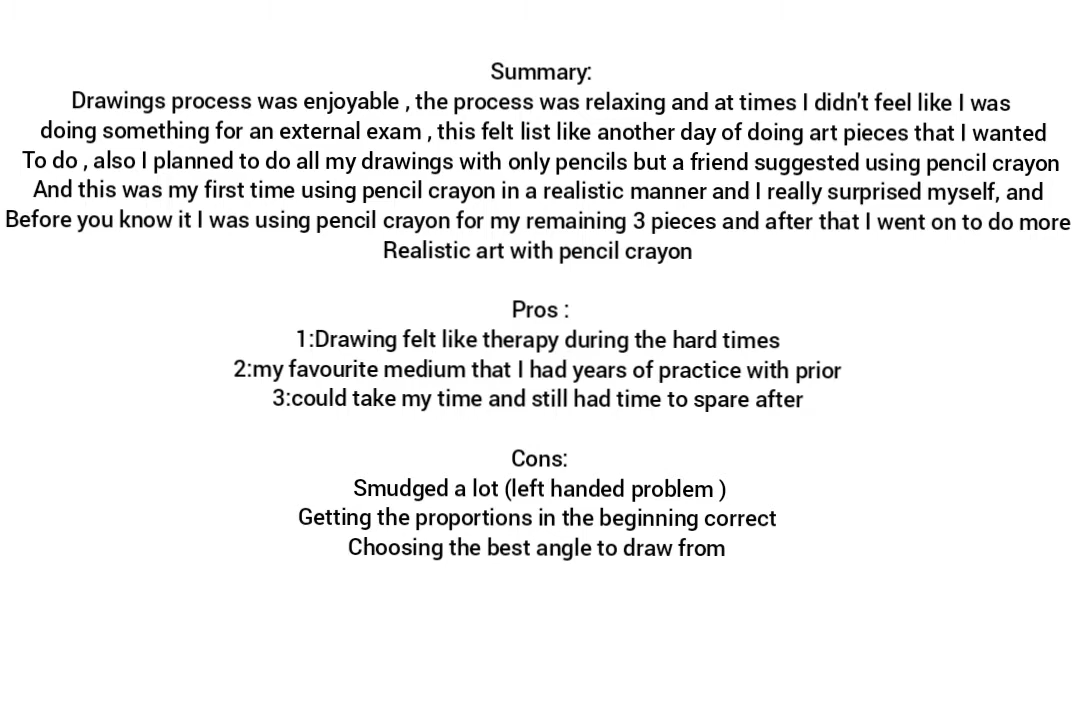 Summary:
Drawings process was enjoyable , the process was relaxing and at times I didn't feel like I was
doing something for an external exam , this felt list like another day of doing art pieces that I wanted
To do , also I planned to do all my drawings with only pencils but a friend suggested using pencil crayon
And this was my first time using pencil crayon in a realistic manner and I really surprised myself, and
Before you know it I was using pencil crayon for my remaining 3 pieces and after that I went on to do more
Realistic art with pencil crayon
Pros :
1:Drawing felt like therapy during the hard times
2:my favourite medium that I had years of practice with prior
3:could take my time and still had time to spare after
Cons:
Smudged a lot (left handed problem )
Getting the proportions in the beginning correct
Choosing the best angle to draw from